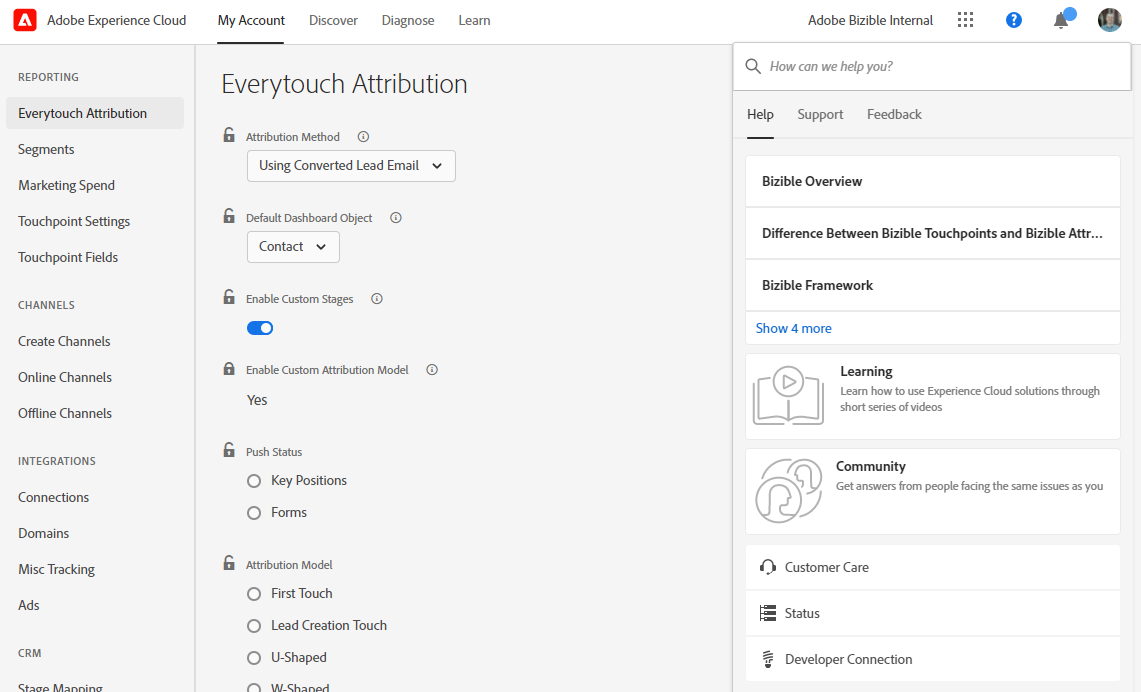 Adobe Experience Cloud
My Account
Discover
Diagnose
Learn
Adobe Bizible Internal
REPORTING
Everytouch Attribution
Segments
Marketing Spend
Touchpoint Settings
Touchpoint Fields
CHANNELS
Create Channels
Online Channels
Offline Channels
INTEGRATIONS
Connections
Domains
Misc Tracking
Ads
CRM
Stage Mapping
Everytouch Attribution
Attribution Method
Using Converted Lead Email
Default Dashboard Object
Contact
Enable Custom Stages
Enable Custom Attribution Model
Yes
Push Status
Key Positions
Forms
Attribution Model
First Touch
Lead Creation Touch
U-Shaped
W-Shaped
How can we help you?
Help
Support
Feedback
Bizible Overview
Difference Between Bizible Touchpoints and Bizible Attr...
Bizible Framework
Show 4 more
Learning
Learn how to use Experience Cloud solutions through
short series of videos
Community
Get answers from people facing the same issues as you
Customer Care
Status
Developer Connection